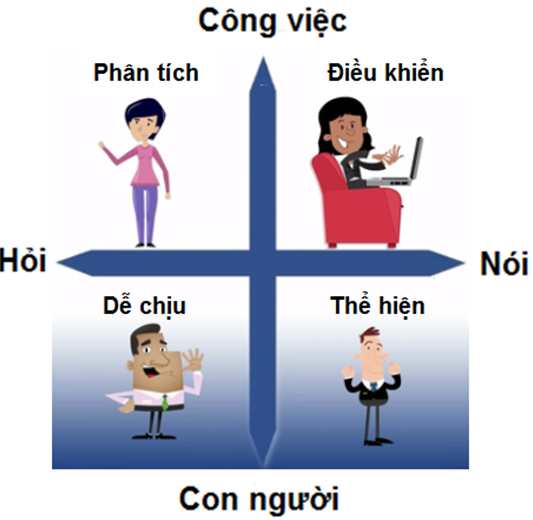 Công việc
Phân tích
Điều khiển
Hỏi
Nói
Dễ chịu
Thể hiện
Con người